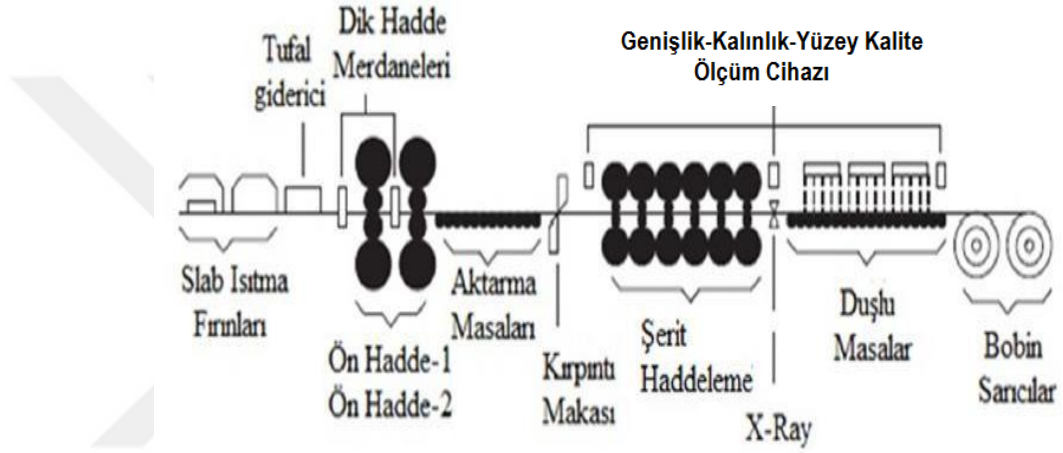 Dik Hadde
Merdaneleri
Tufal
giderici
Genişlik-Kalınlık-Yüzey Kalite
Ölçüm Cihazı
Slab Isıtma
Fırınları
Ön Hadde-1
Ön Hadde-2
Aktarma
Masaları
Kırpıntı
Makası
Şerit
Haddeleme
X-Ray
Duşlu
Masalar
Bobin
Sarıcılar